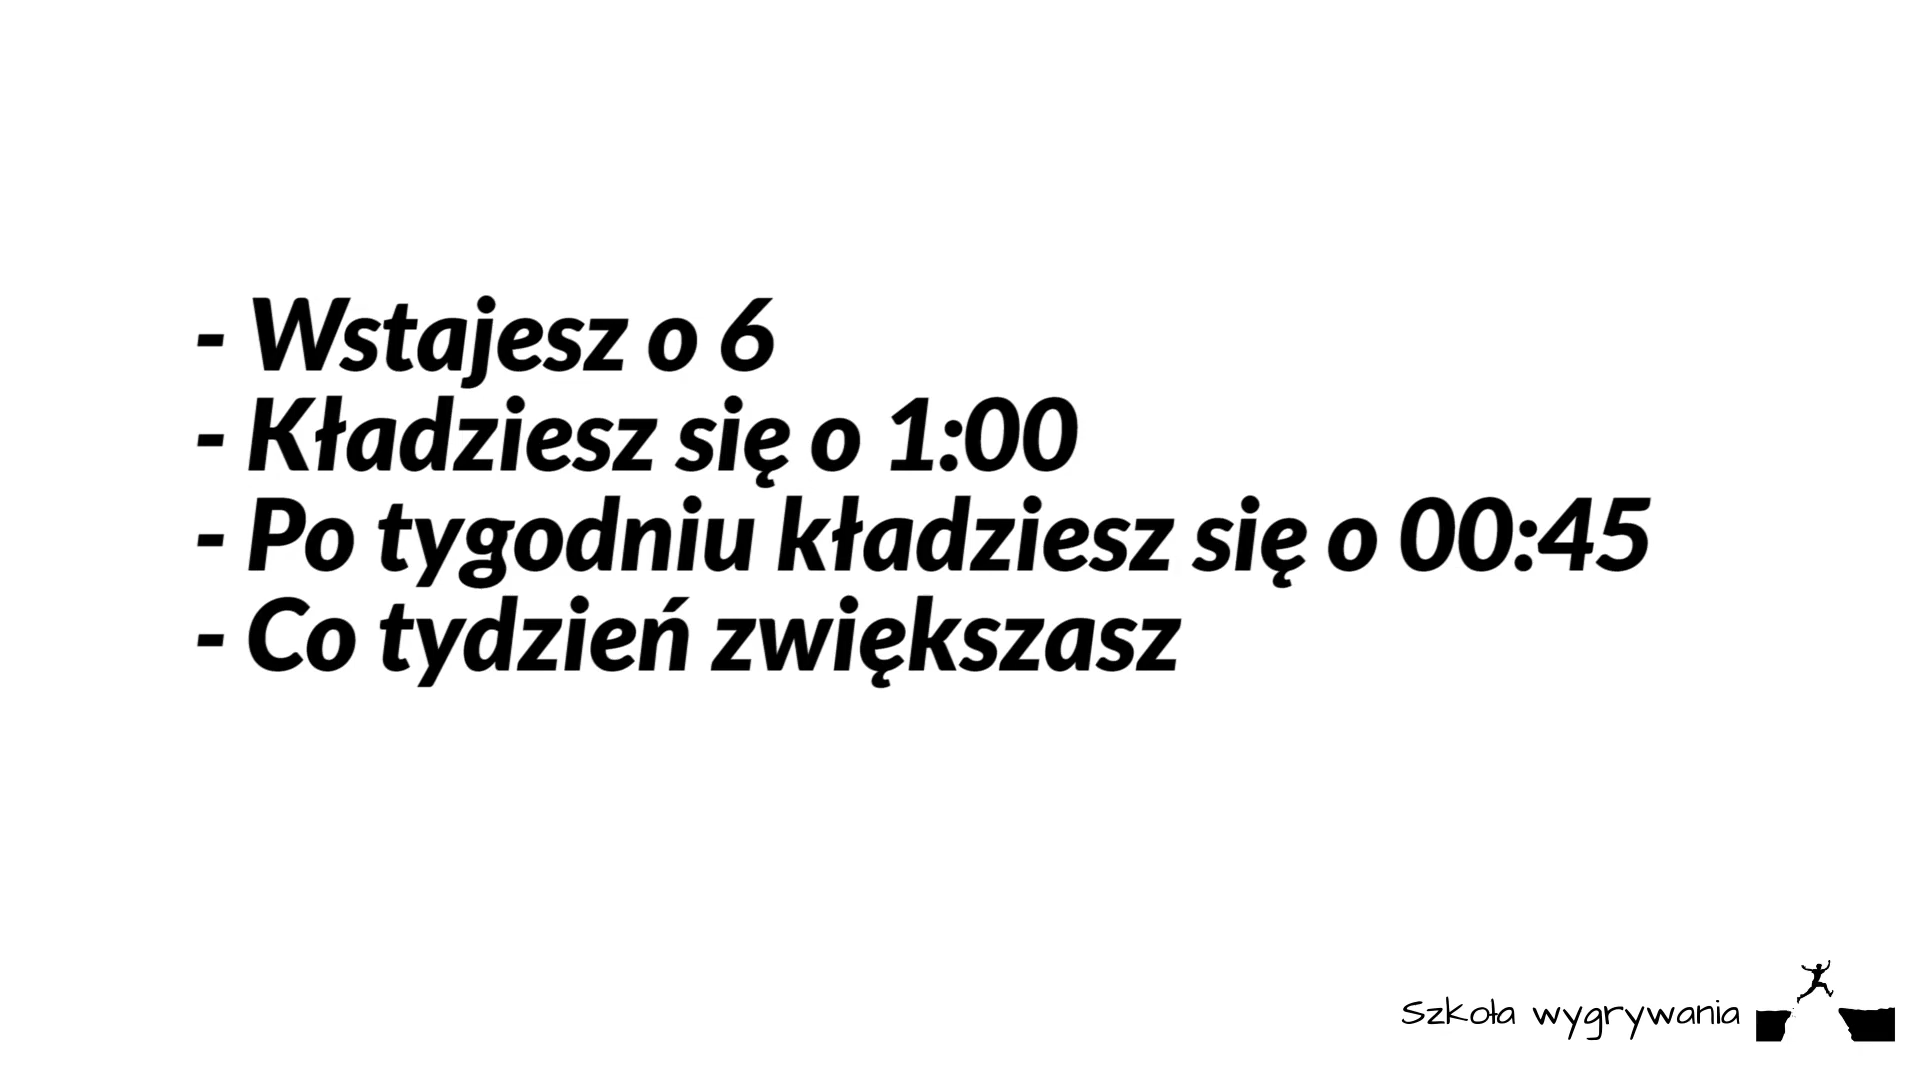 - Wstajesz o 6
- Kładziesz się o 1:00
- Po tygodniu kładziesz się o 00:45
- Co tydzień zwiększasz
Szkoła wygrywania